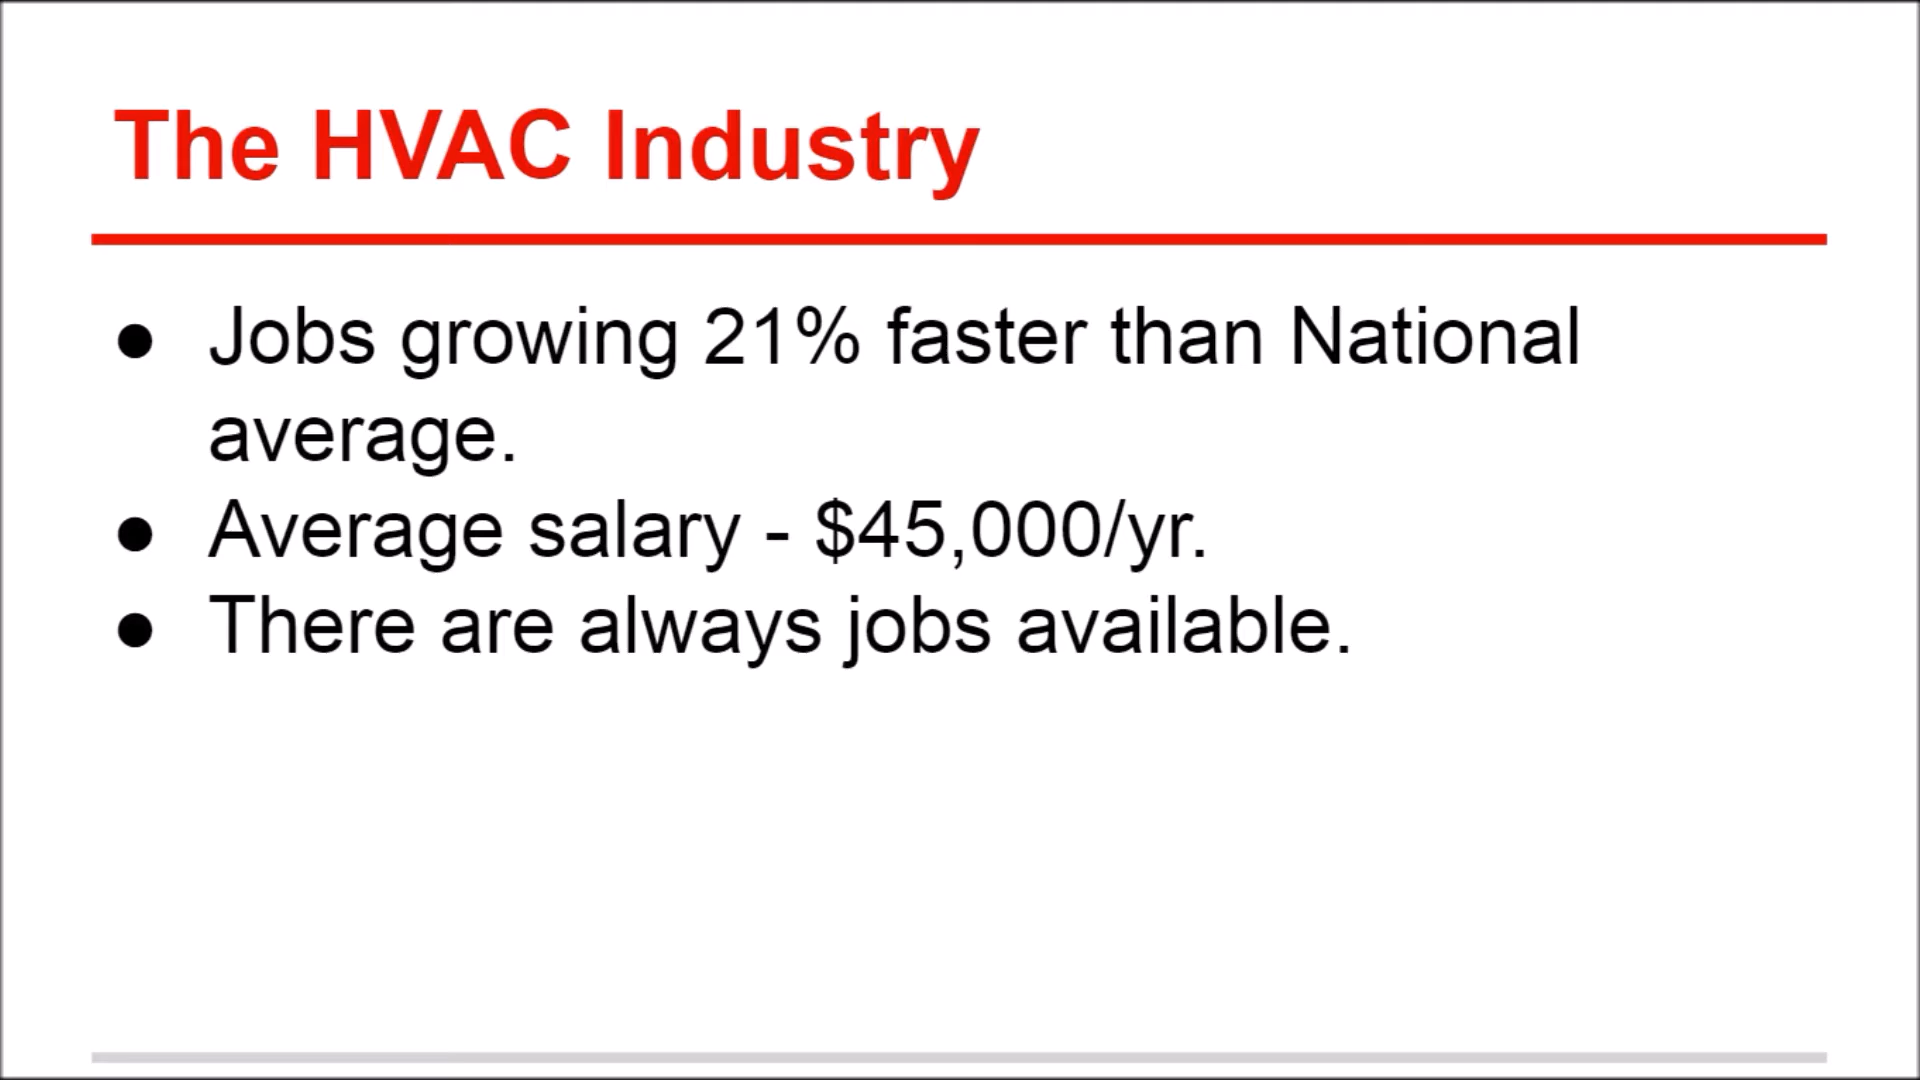 The HVAC Industry
● Jobs growing 21% faster than National
average.
● Average salary - $45,000/yr.
● There are always jobs available.